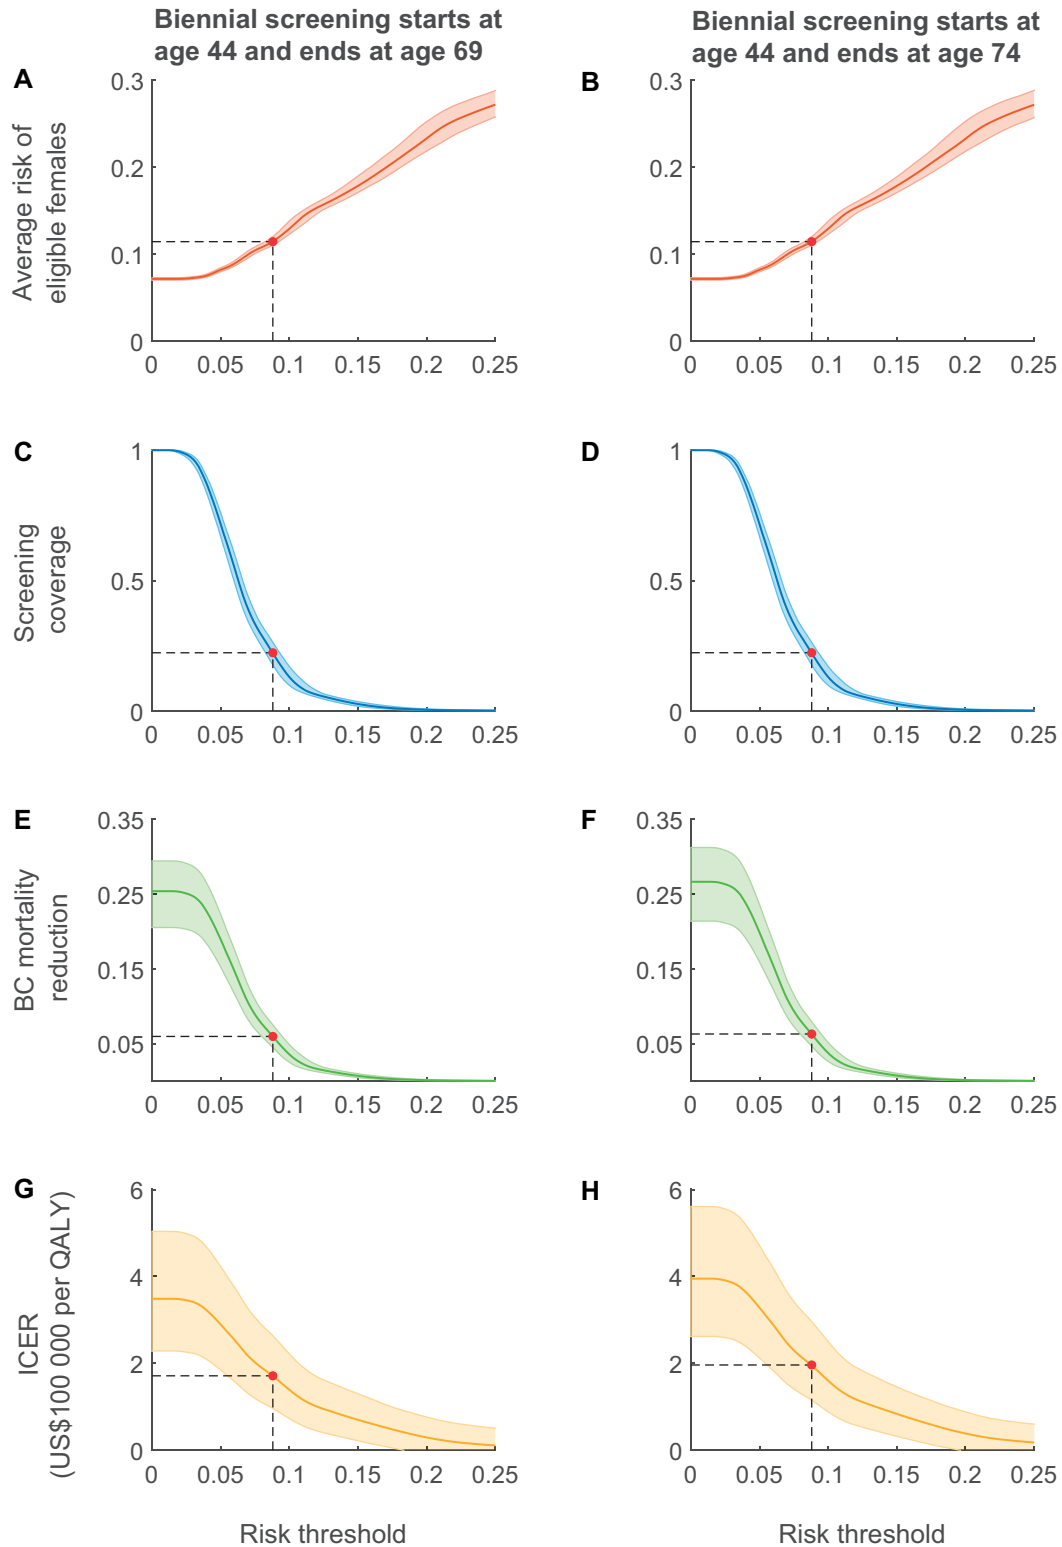 Biennial screening starts at
age 44 and ends at age 69
Biennial screening starts at
age 44 and ends at age 74
A
Average risk of
eligible females
0.3
0.2
0.1
0
0 0.05 0.1 0.15 0.2 0.25
B
0.3
0.2
0.1
0
0 0.05 0.1 0.15 0.2 0.25
C
Screening
coverage
1
0.5
0
0 0.05 0.1 0.15 0.2 0.25
D
1
0.5
0
0 0.05 0.1 0.15 0.2 0.25
E
BC mortality
reduction
0.35
0.25
0.15
0.05
0 0.05 0.1 0.15 0.2 0.25
F
0.35
0.25
0.15
0.05
0 0.05 0.1 0.15 0.2 0.25
G
ICER
(US$100 000 per QALY)
6
4
2
0
0 0.05 0.1 0.15 0.2 0.25
Risk threshold
H
6
4
2
0
0 0.05 0.1 0.15 0.2 0.25
Risk threshold